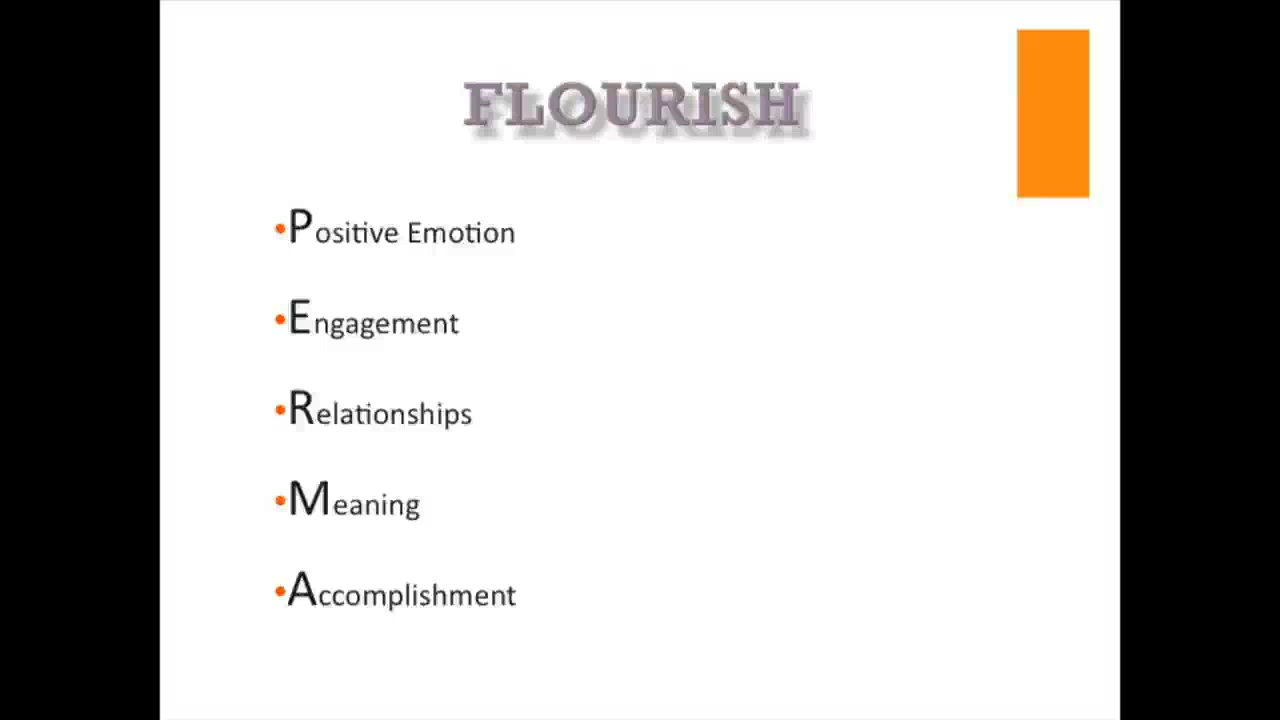 FLOURISH
•Positive Emotion
•Engagement
•Relationships
•Meaning
•Accomplishment